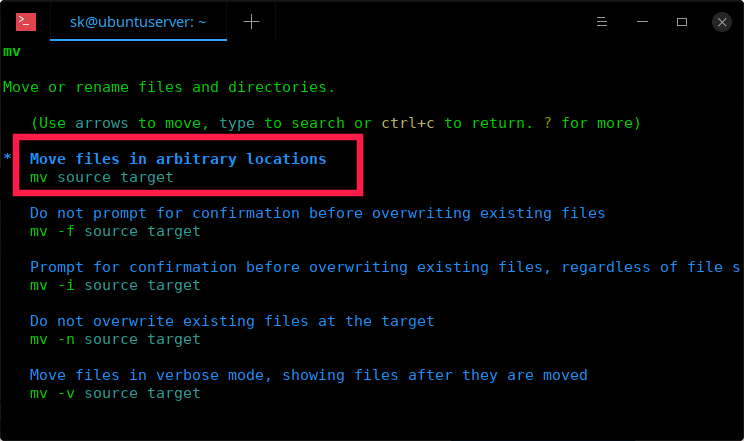 sk@ubuntuserver: ~
mv
Move or rename files and directories.
(Use arrows to move, type to search or ctrl+c to return. ? for more)
* Move files in arbitrary locations
mv source target
Do not prompt for confirmation before overwriting existing files
mv -f source target
Prompt for confirmation before overwriting existing files, regardless of file s
mv -i source target
Do not overwrite existing files at the target
mv -n source target
Move files in verbose mode, showing files after they are moved
mv -v source target